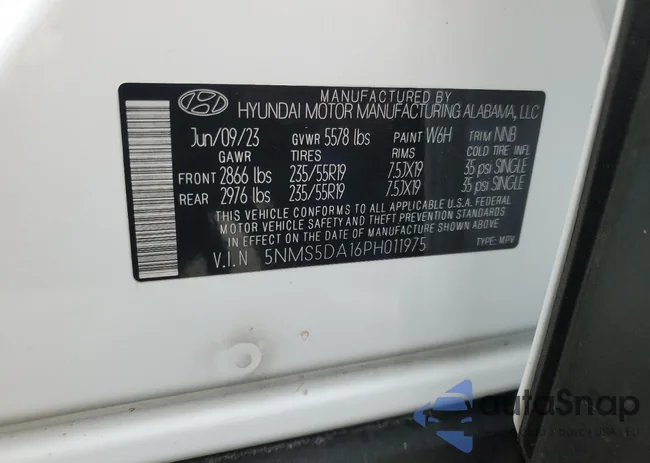 MANUFACTURED BY
HYUNDAI MOTOR MANUFACTURING ALABAMA, LLC
Jun/09/23 GVWR 5578 lbs PAINT W6H TRIM NNB
GAWR TIRES RIMS COLD TIRE INFL
FRONT 2866 lbs 235/55R19 7.5JX19 35 psi SINGLE
REAR 2976 lbs 235/55R19 7.5JX19 35 psi SINGLE
THIS VEHICLE CONFORMS TO ALL APPLICABLE U.S.A. FEDERAL
MOTOR VEHICLE SAFETY AND THEFT PREVENTION STANDARDS
IN EFFECT ON THE DATE OF MANUFACTURE SHOWN ABOVE.
V.I.N 5NMS5DA16PH011975 TYPE: MPV
autoSnap